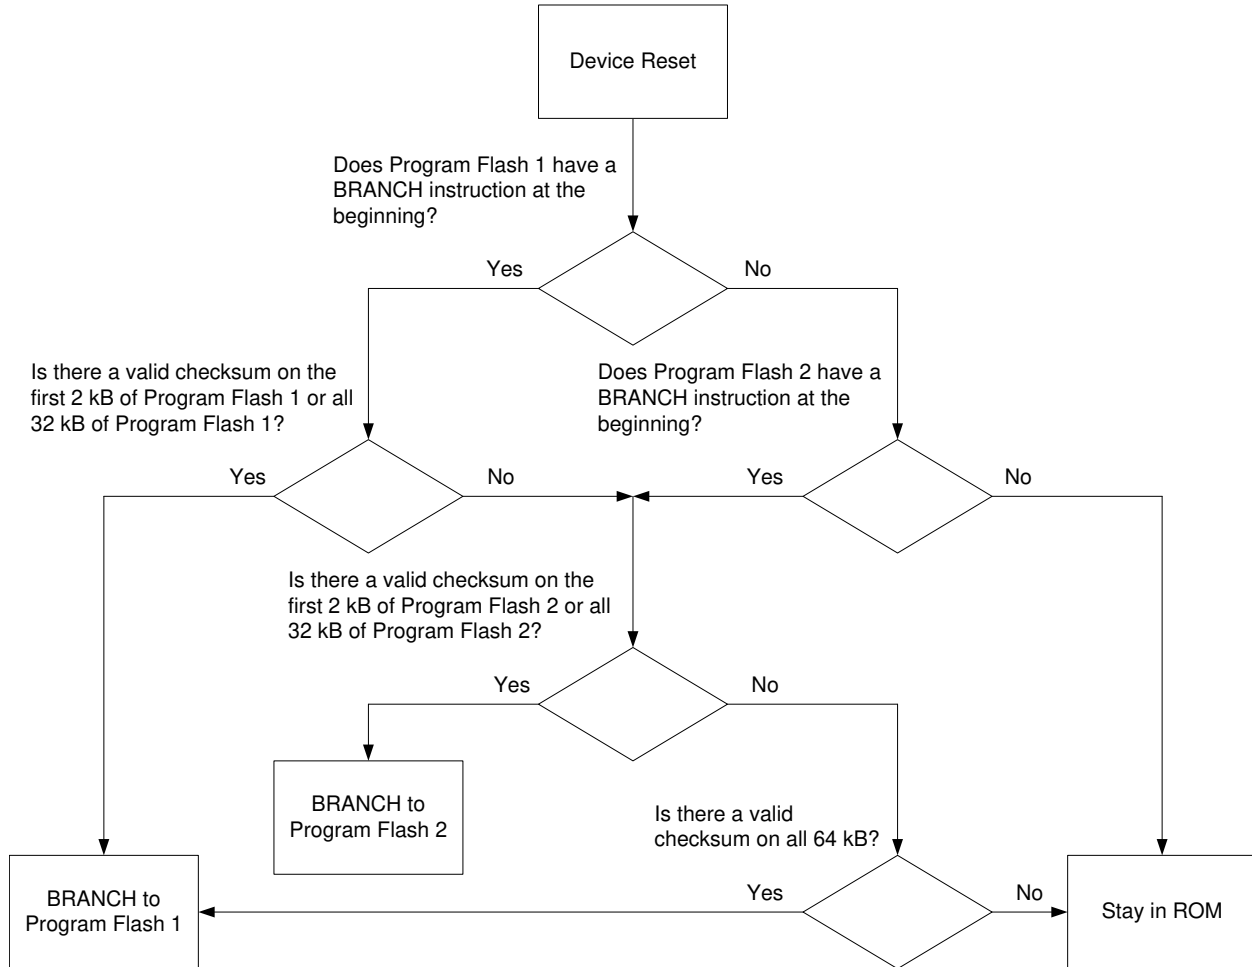 Device Reset
Does Program Flash 1 have a
BRANCH instruction at the
beginning?
Yes
No
Is there a valid checksum on the
first 2 kB of Program Flash 1 or all
32 kB of Program Flash 1?
Does Program Flash 2 have a
BRANCH instruction at the
beginning?
Yes
No
Yes
No
Is there a valid checksum on the
first 2 kB of Program Flash 2 or all
32 kB of Program Flash 2?
Yes
No
BRANCH to
Program Flash 2
Is there a valid
checksum on all 64 kB?
BRANCH to
Program Flash 1
Yes
No
Stay in ROM